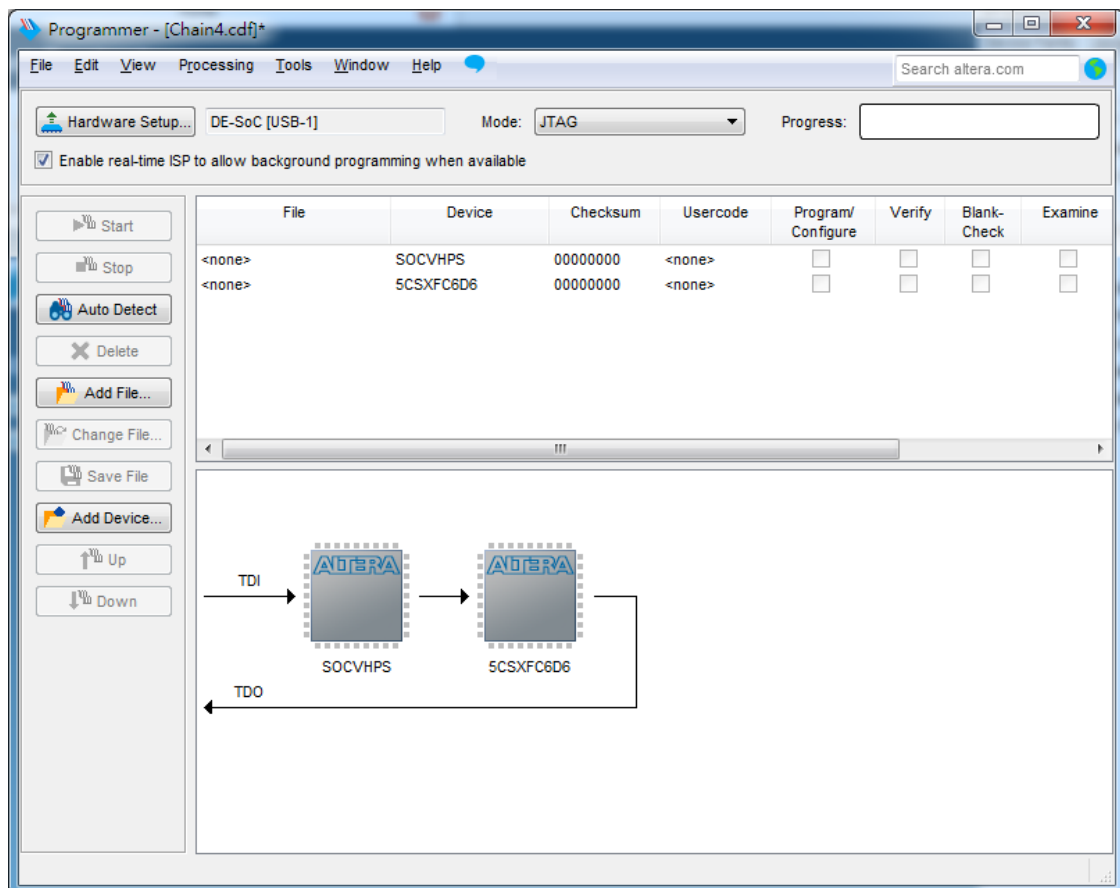 Programmer - [Chain4.cdf]*
File Edit View Processing Tools Window Help Search altera.com
Hardware Setup... DE-SoC [USB-1] Mode: JTAG Progress:
Enable real-time ISP to allow background programming when available
File Device Checksum Usercode Program/ Configure Verify Blank- Check Examine
<none> SOCVHPS 00000000 <none>
<none> 5CSXFC6D6 00000000 <none>
Start
Stop
Auto Detect
Delete
Add File...
Change File...
Save File
Add Device...
Up
Down
ALTERA ALTERA
TDI
SOCVHPS 5CSXFC6D6
TDO